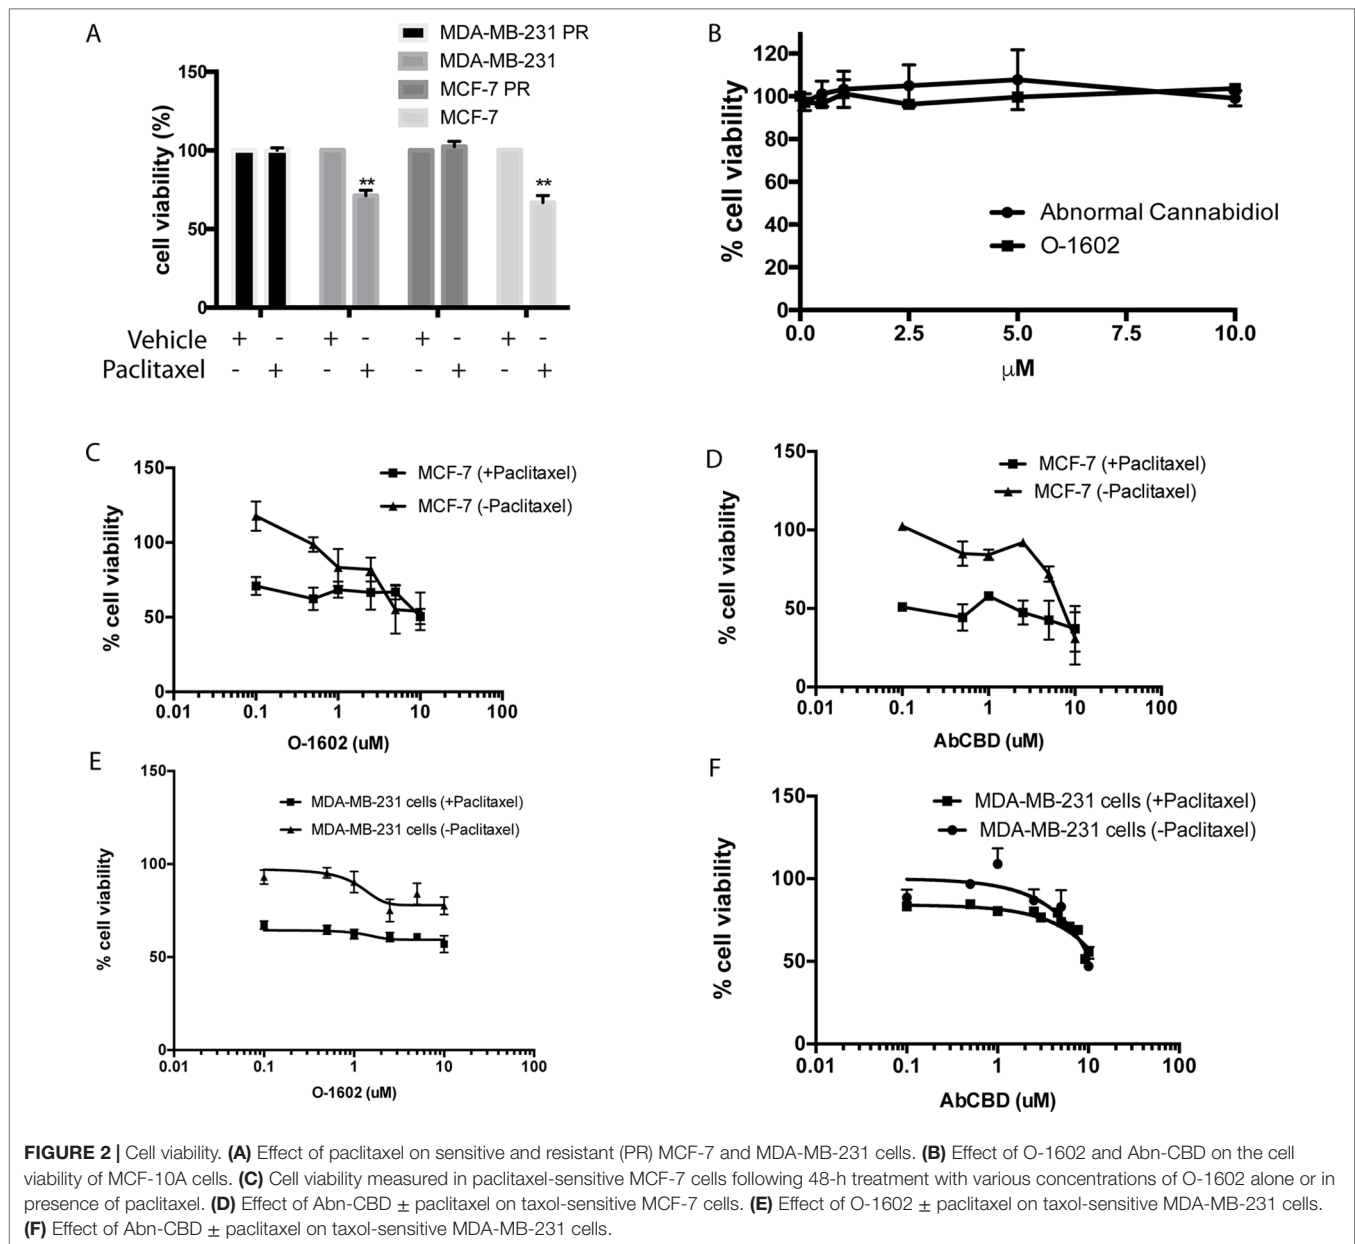 A
MDA-MB-231 PR
MDA-MB-231
MCF-7 PR
MCF-7
cell viability (%)
150
100
50
0
**
**
Vehicle + - + - + - + -
Paclitaxel - + - + - + - +
B
% cell viability
120
100
80
60
40
20
0
Abnormal Cannabidiol
O-1602
0.0 2.5 5.0 7.5 10.0
μM
C
MCF-7 (+Paclitaxel)
MCF-7 (-Paclitaxel)
% cell viability
150
100
50
0
0.01 0.1 1 10 100
O-1602 (uM)
D
MCF-7 (+Paclitaxel)
MCF-7 (-Paclitaxel)
% cell viability
150
100
50
0
0.01 0.1 1 10 100
AbCBD (uM)
E
MDA-MB-231 cells (+Paclitaxel)
MDA-MB-231 cells (-Paclitaxel)
% cell viability
150
100
50
0
0.01 0.1 1 10 100
O-1602 (uM)
F
MDA-MB-231 cells (+Paclitaxel)
MDA-MB-231 cells (-Paclitaxel)
% cell viability
150
100
50
0
0.01 0.1 1 10 100
AbCBD (uM)
FIGURE 2 | Cell viability. (A) Effect of paclitaxel on sensitive and resistant (PR) MCF-7 and MDA-MB-231 cells. (B) Effect of O-1602 and Abn-CBD on the cell
viability of MCF-10A cells. (C) Cell viability measured in paclitaxel-sensitive MCF-7 cells following 48-h treatment with various concentrations of O-1602 alone or in
presence of paclitaxel. (D) Effect of Abn-CBD ± paclitaxel on taxol-sensitive MCF-7 cells. (E) Effect of O-1602 ± paclitaxel on taxol-sensitive MDA-MB-231 cells.
(F) Effect of Abn-CBD ± paclitaxel on taxol-sensitive MDA-MB-231 cells.